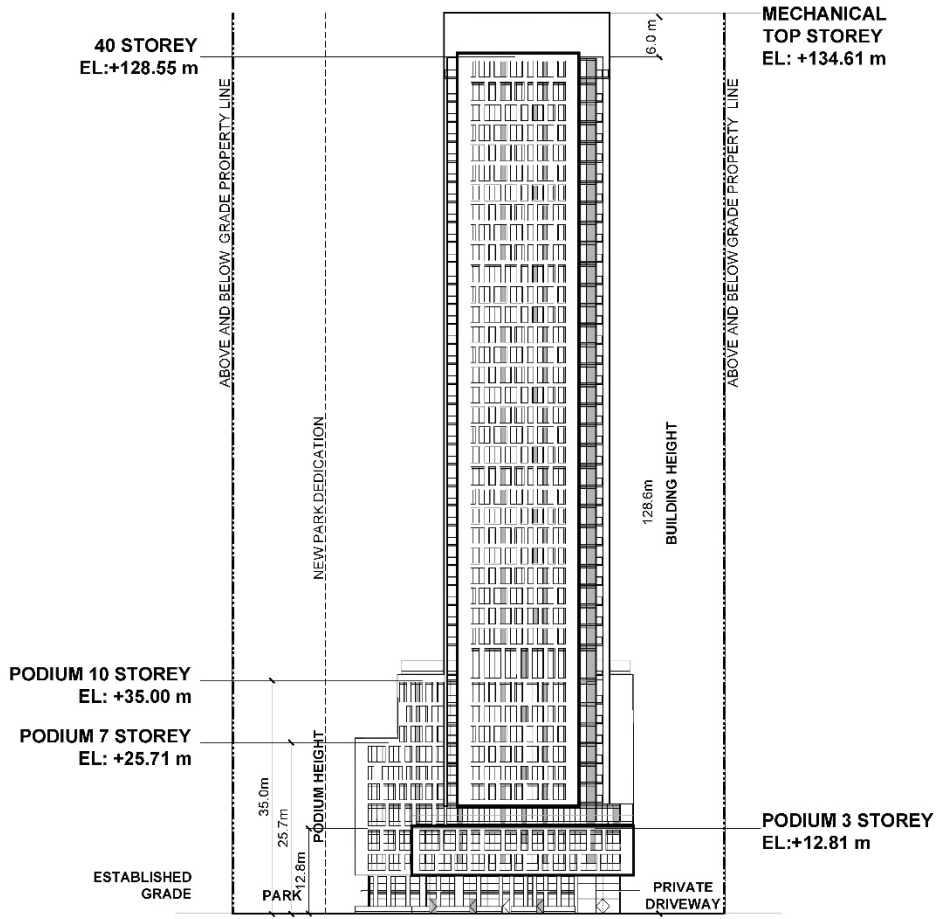 MECHANICAL
TOP STOREY
EL: +134.61 m
6.0 m
40 STOREY
EL:+128.55 m
ABOVE AND BELOW GRADE PROPERTY LINE
ABOVE AND BELOW GRADE PROPERTY LINE
NEW PARK DEDICATION
128.6m
BUILDING HEIGHT
PODIUM 10 STOREY
EL: +35.00 m
PODIUM 7 STOREY
EL: +25.71 m
35.0m
25.7m
12.8m
PODIUM HEIGHT
PODIUM 3 STOREY
EL:+12.81 m
ESTABLISHED
GRADE
PARK
PRIVATE
DRIVEWAY